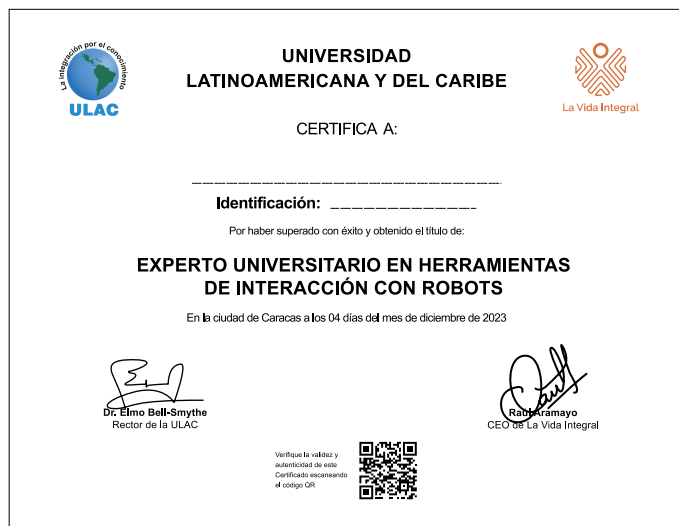 La integración por el conocimiento
ULAC
UNIVERSIDAD
LATINOAMERICANA Y DEL CARIBE
La Vida Integral
CERTIFICA A:
Identificación:
Por haber superado con éxito y obtenido el título de:
EXPERTO UNIVERSITARIO EN HERRAMIENTAS
DE INTERACCIÓN CON ROBOTS
En la ciudad de Caracas a los 04 días del mes de diciembre de 2023
Dr. Elmo Bell-Smythe
Rector de la ULAC
Raúl Aramayo
CEO de La Vida Integral
Verifique la validez y
autenticidad de este
Certificado escaneando
el código QR